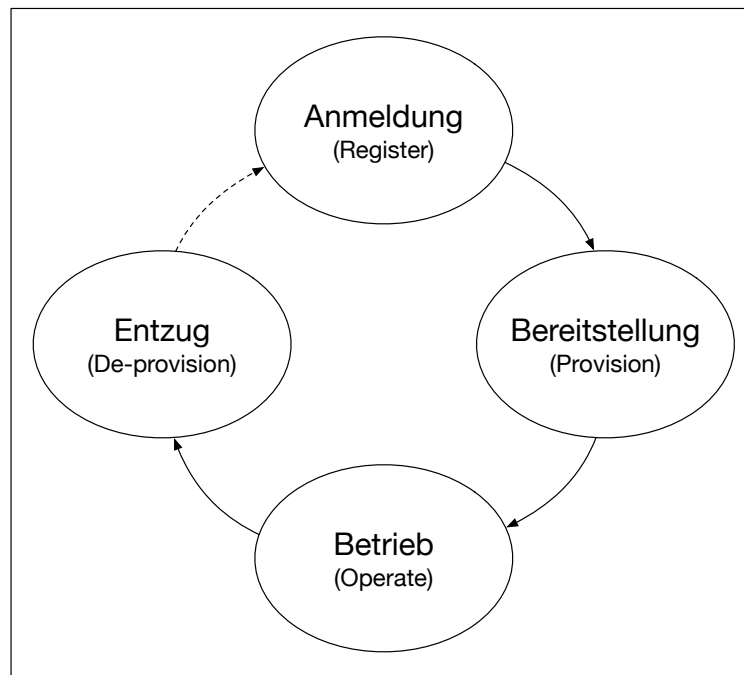 Anmeldung
(Register)
Entzug
(De-provision)
Bereitstellung
(Provision)
Betrieb
(Operate)